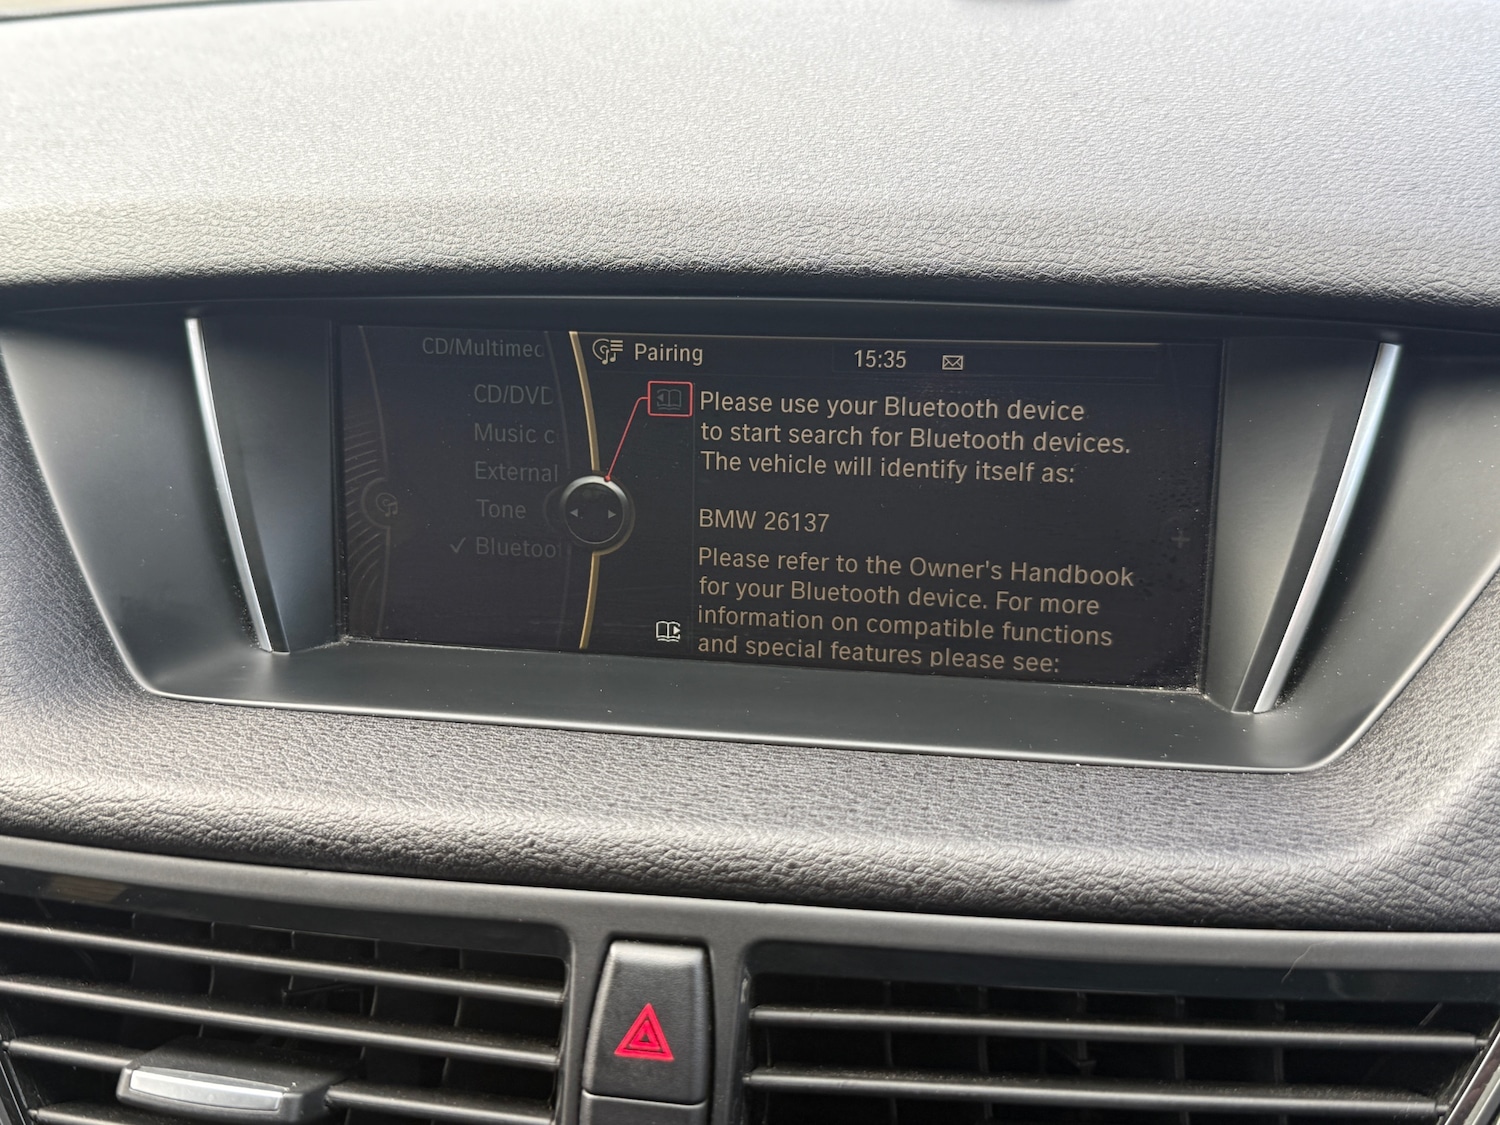 CD/Multimec
CD/DVD
Music c
External
Tone
✓ Bluetoo
Pairing
15:35
Please use your Bluetooth device
to start search for Bluetooth devices.
The vehicle will identify itself as:
BMW 26137
Please refer to the Owner's Handbook
for your Bluetooth device. For more
information on compatible functions
and special features please see: